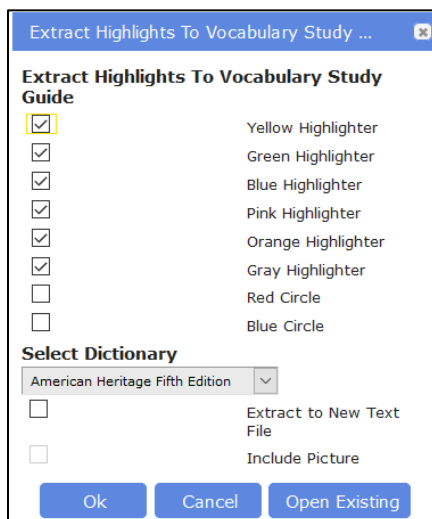 Extract Highlights To Vocabulary Study ...
Extract Highlights To Vocabulary Study
Guide
Yellow Highlighter
Green Highlighter
Blue Highlighter
Pink Highlighter
Orange Highlighter
Gray Highlighter
Red Circle
Blue Circle
Select Dictionary
American Heritage Fifth Edition
Extract to New Text
File
Include Picture
Ok Cancel Open Existing